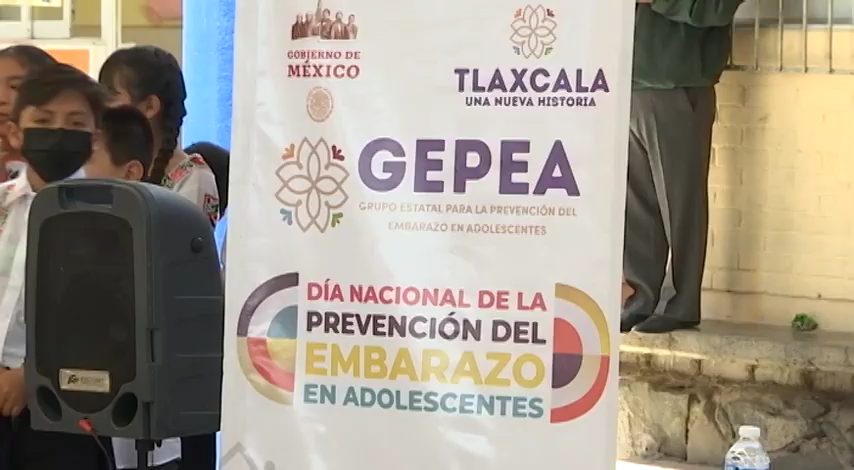 GOBIERNO DE
MÉXICO
TLAXCALA
UNA NUEVA HISTORIA
GEPEA
GRUPO ESTATAL PARA LA PREVENCIÓN DEL
EMBARAZO EN ADOLESCENTES
DÍA NACIONAL DE LA
PREVENCIÓN DEL
EMBARAZO
EN ADOLESCENTES